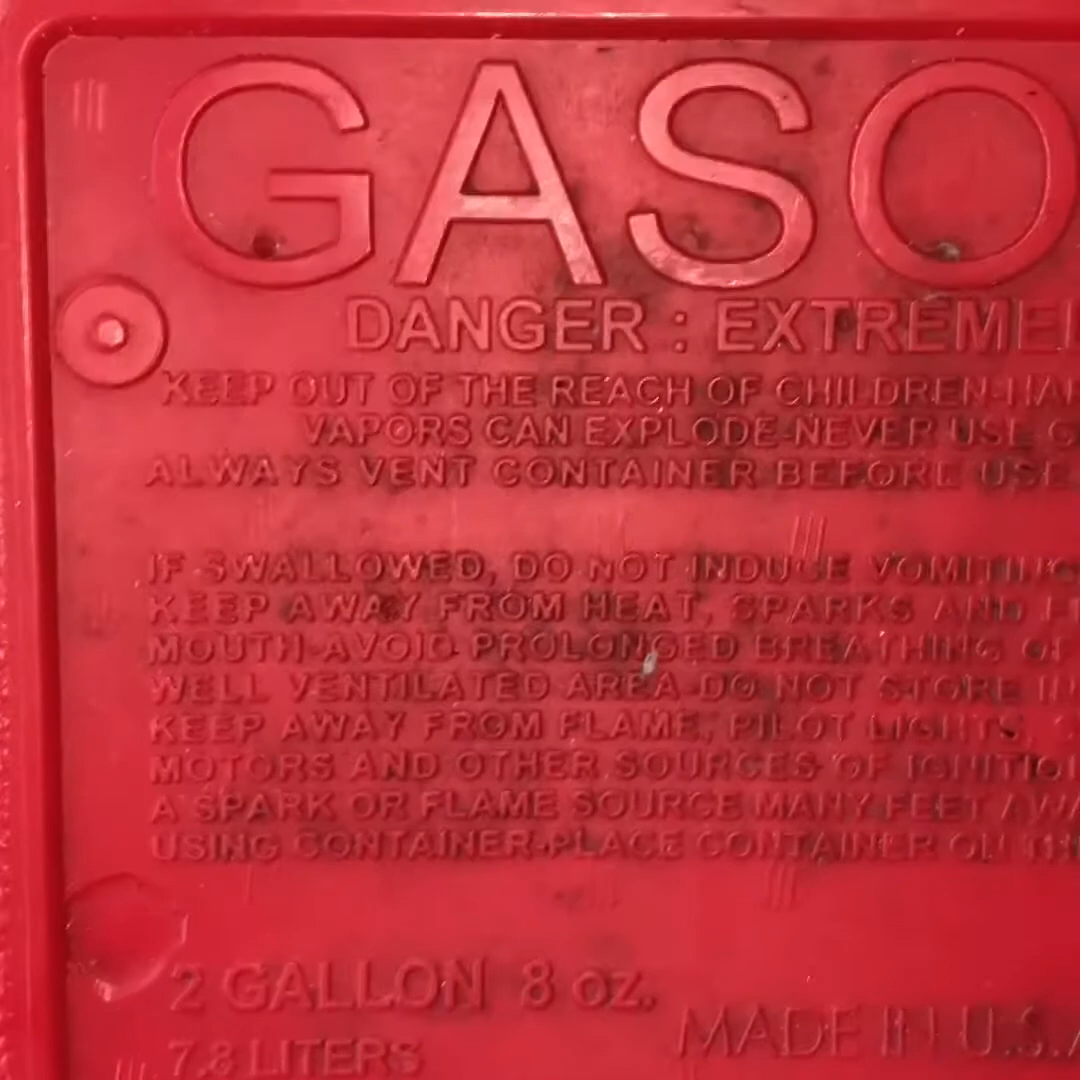 GASO
DANGER : EXTREMEL
KEEP OUT OF THE REACH OF CHILDREN-HAR
VAPORS CAN EXPLODE-NEVER USE G
ALWAYS VENT CONTAINER BEFORE USE.
IF SWALLOWED, DO NOT INDUCE VOMITING
KEEP AWAY FROM HEAT, SPARKS AND FL
MOUTH-AVOID PROLONGED BREATHING OF
WELL VENTILATED AREA-DO NOT STORE IN
KEEP AWAY FROM FLAME, PILOT LIGHTS,
MOTORS AND OTHER SOURCES OF IGNITIO
A SPARK OR FLAME SOURCE MANY FEET AWA
USING CONTAINER-PLACE CONTAINER ON THE
2 GALLON 8 oz.
MADE IN U.S.A
7.8 LITERS